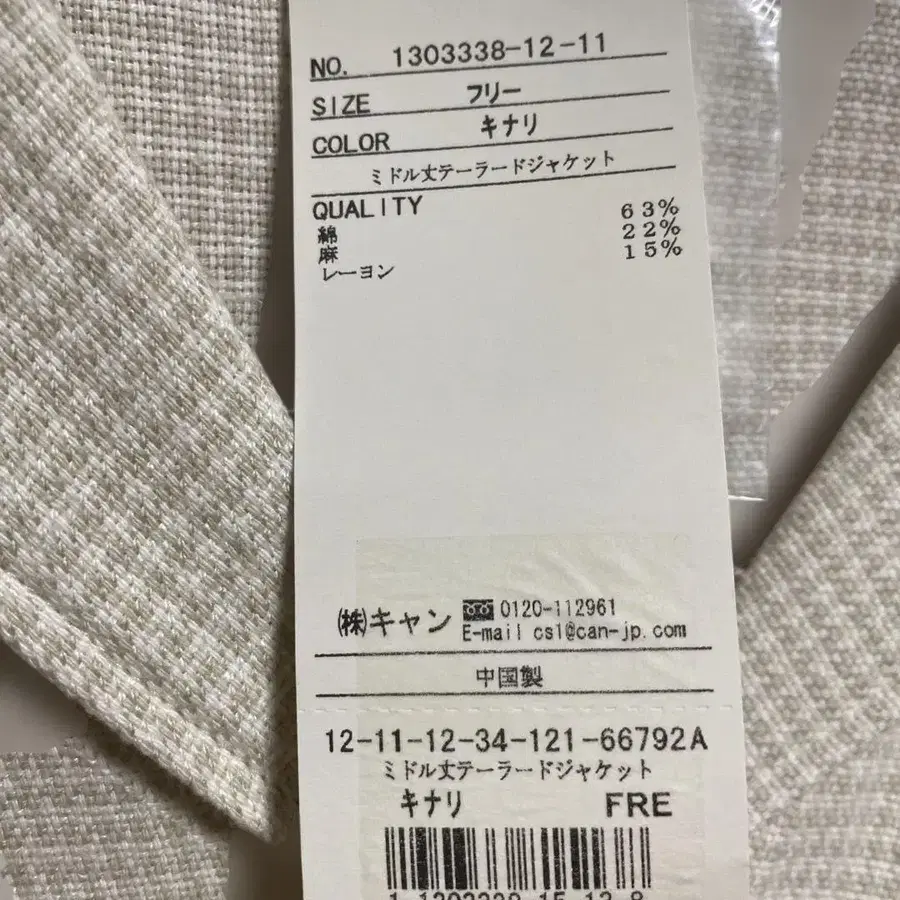 NO. 1303338-12-11
SIZE フリー
COLOR キナリ
ミドル丈テーラードジャケット
QUALITY
綿 63%
麻 22%
レーヨン 15%
㈱キャン 0120-112961
E-mail cs1@can-jp.com
中国製
12-11-12-34-121-66792A
ミドル丈テーラードジャケット
キナリ FRE